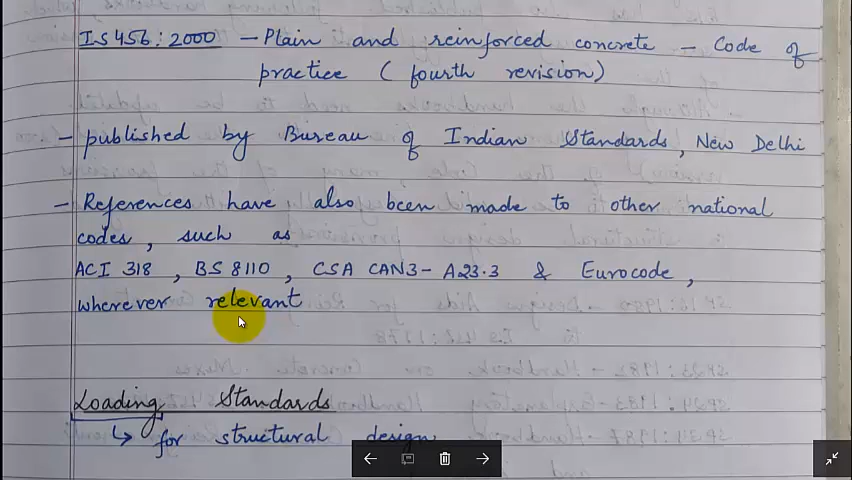 IS 456 : 2000 - Plain and reinforced concrete - Code of
practice ( fourth revision)
- published by Bureau of Indian Standards, New Delhi
- References have also been made to other national
codes, such as
ACI 318 , BS 8110 , CSA CAN3- A23.3 & Eurocode ,
wherever relevant
Loading Standards
↳ for structural design